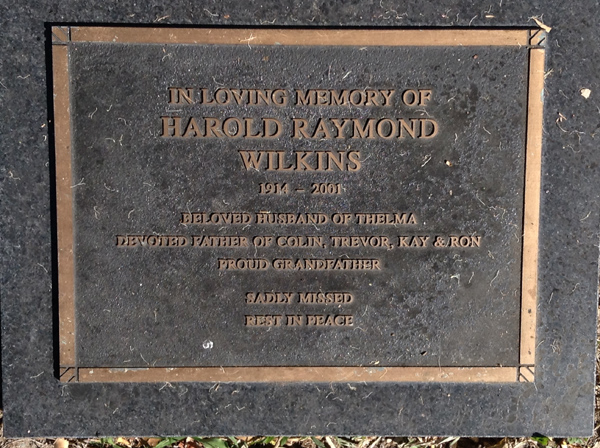 IN LOVING MEMORY OF
HAROLD RAYMOND
WILKINS
1914 – 2001
BELOVED HUSBAND OF THELMA
DEVOTED FATHER OF COLIN, TREVOR, KAY & RON
PROUD GRANDFATHER
SADLY MISSED
REST IN PEACE